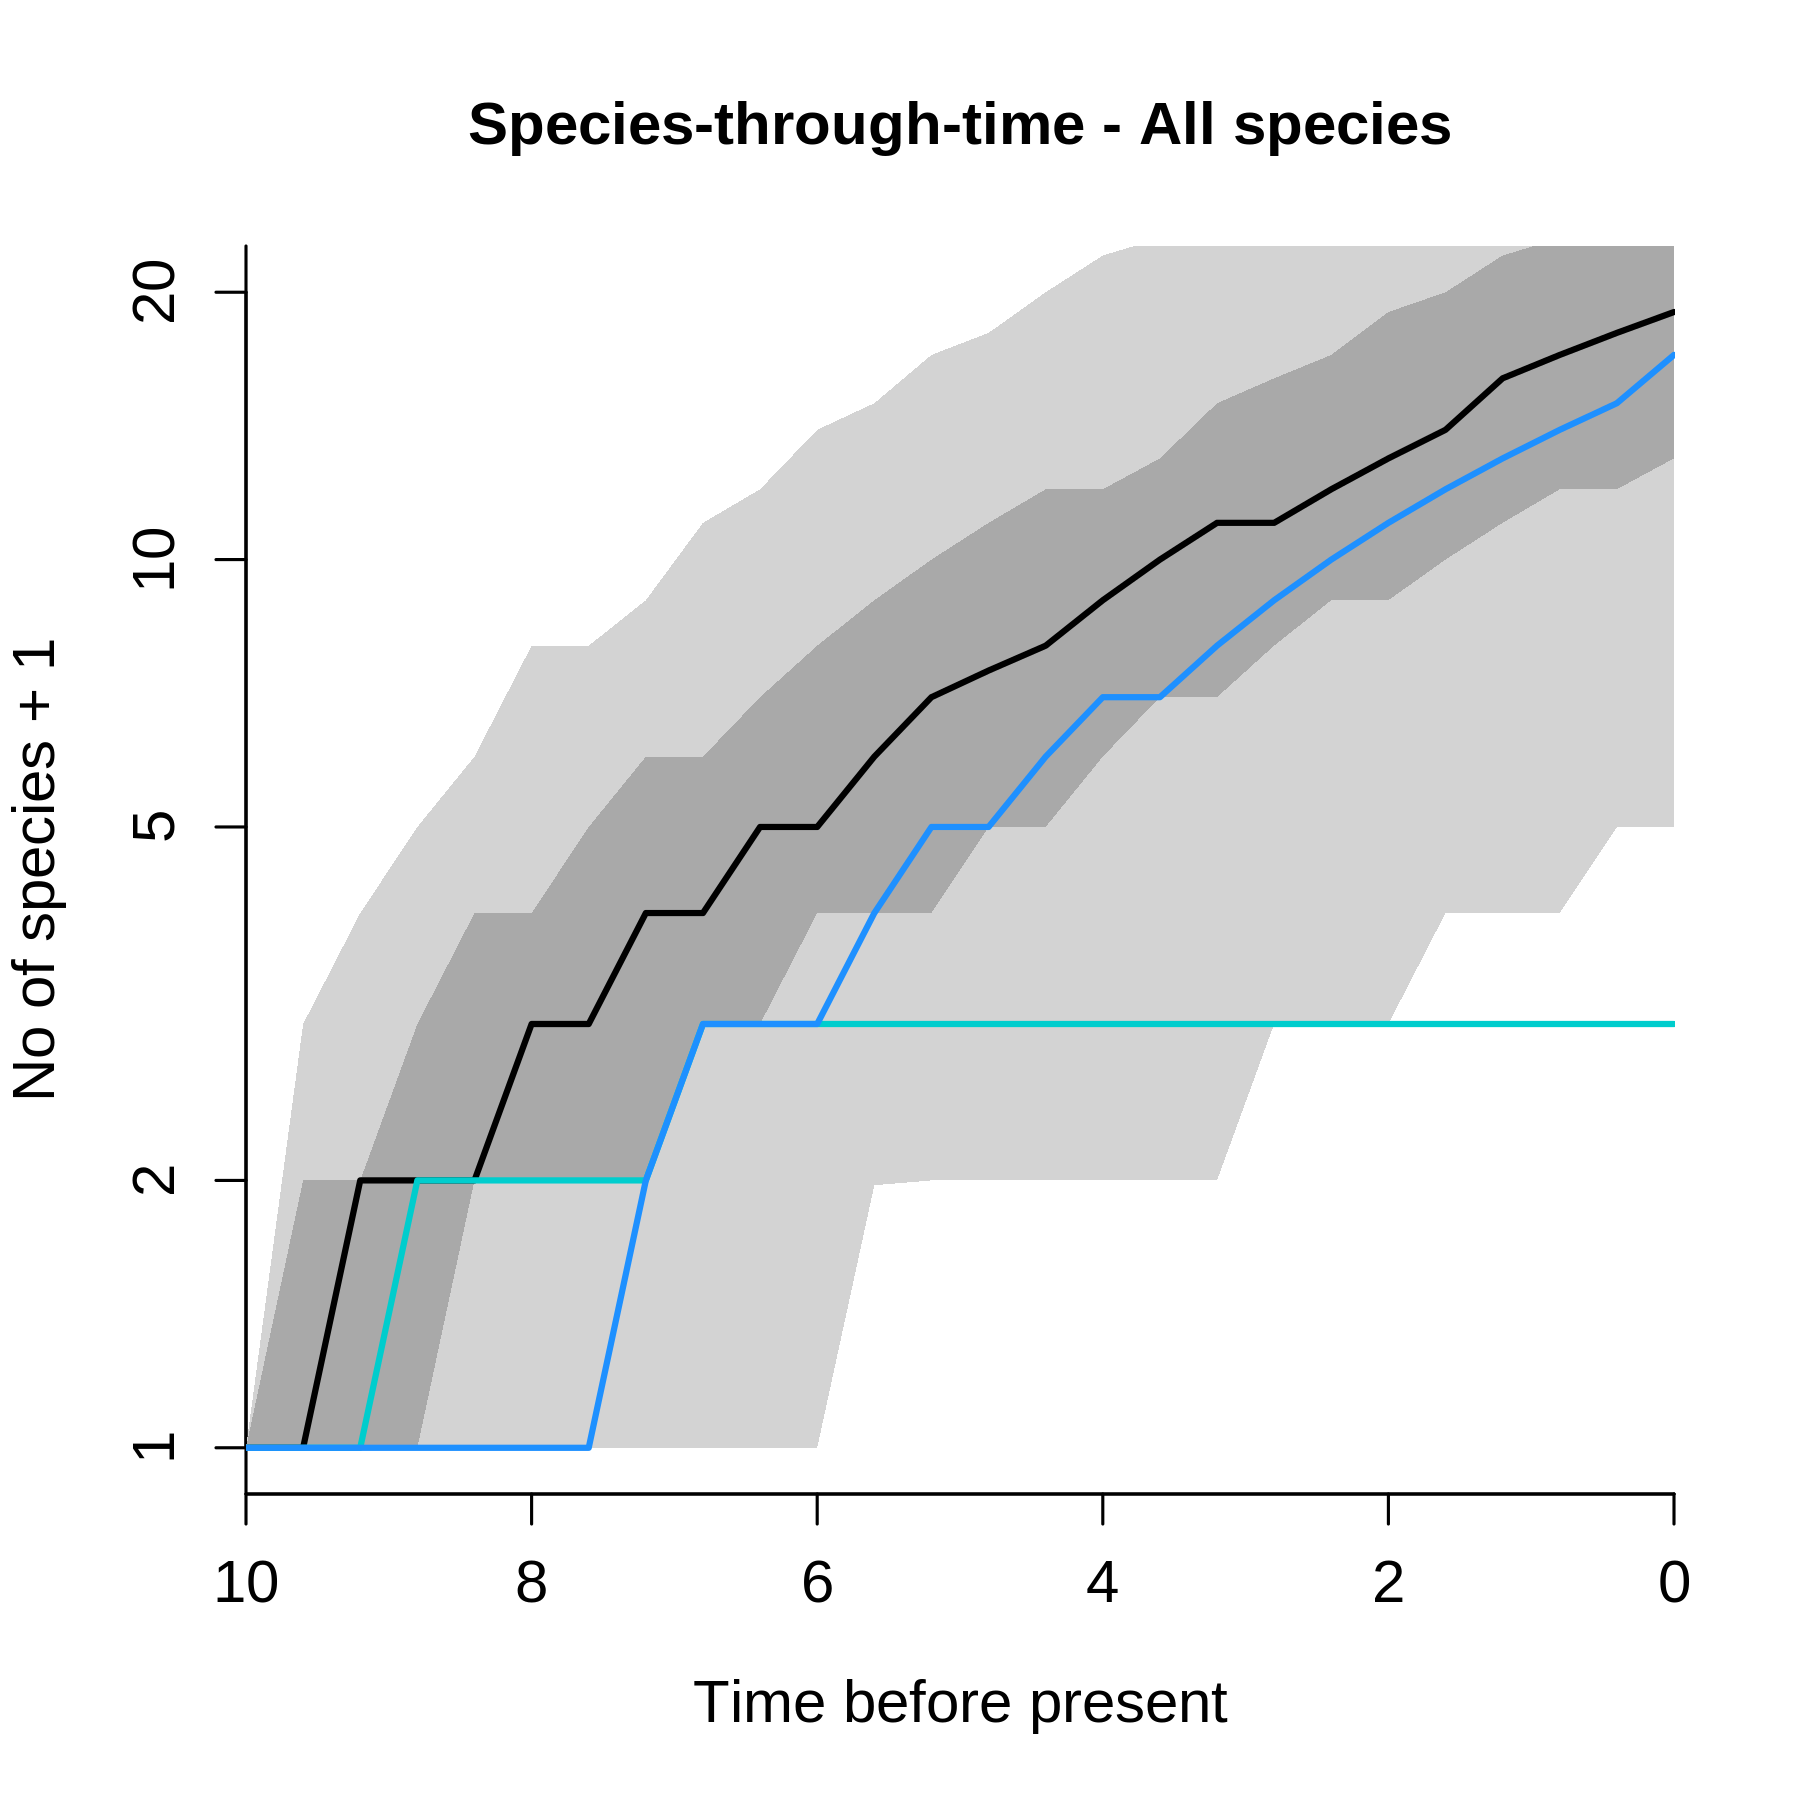 Species-through-time - All species
No of species + 1
20
10
5
2
1
10 8 6 4 2 0
Time before present